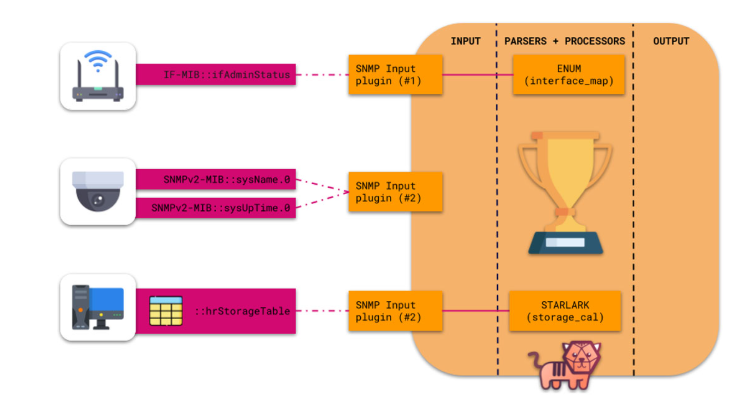 INPUT
PARSERS + PROCESSORS
OUTPUT
IF-MIB::ifAdminStatus
SNMP Input
plugin (#1)
ENUM
(interface_map)
SNMPv2-MIB::sysName.0
SNMPv2-MIB::sysUpTime.0
SNMP Input
plugin (#2)
::hrStorageTable
SNMP Input
plugin (#2)
STARLARK
(storage_cal)